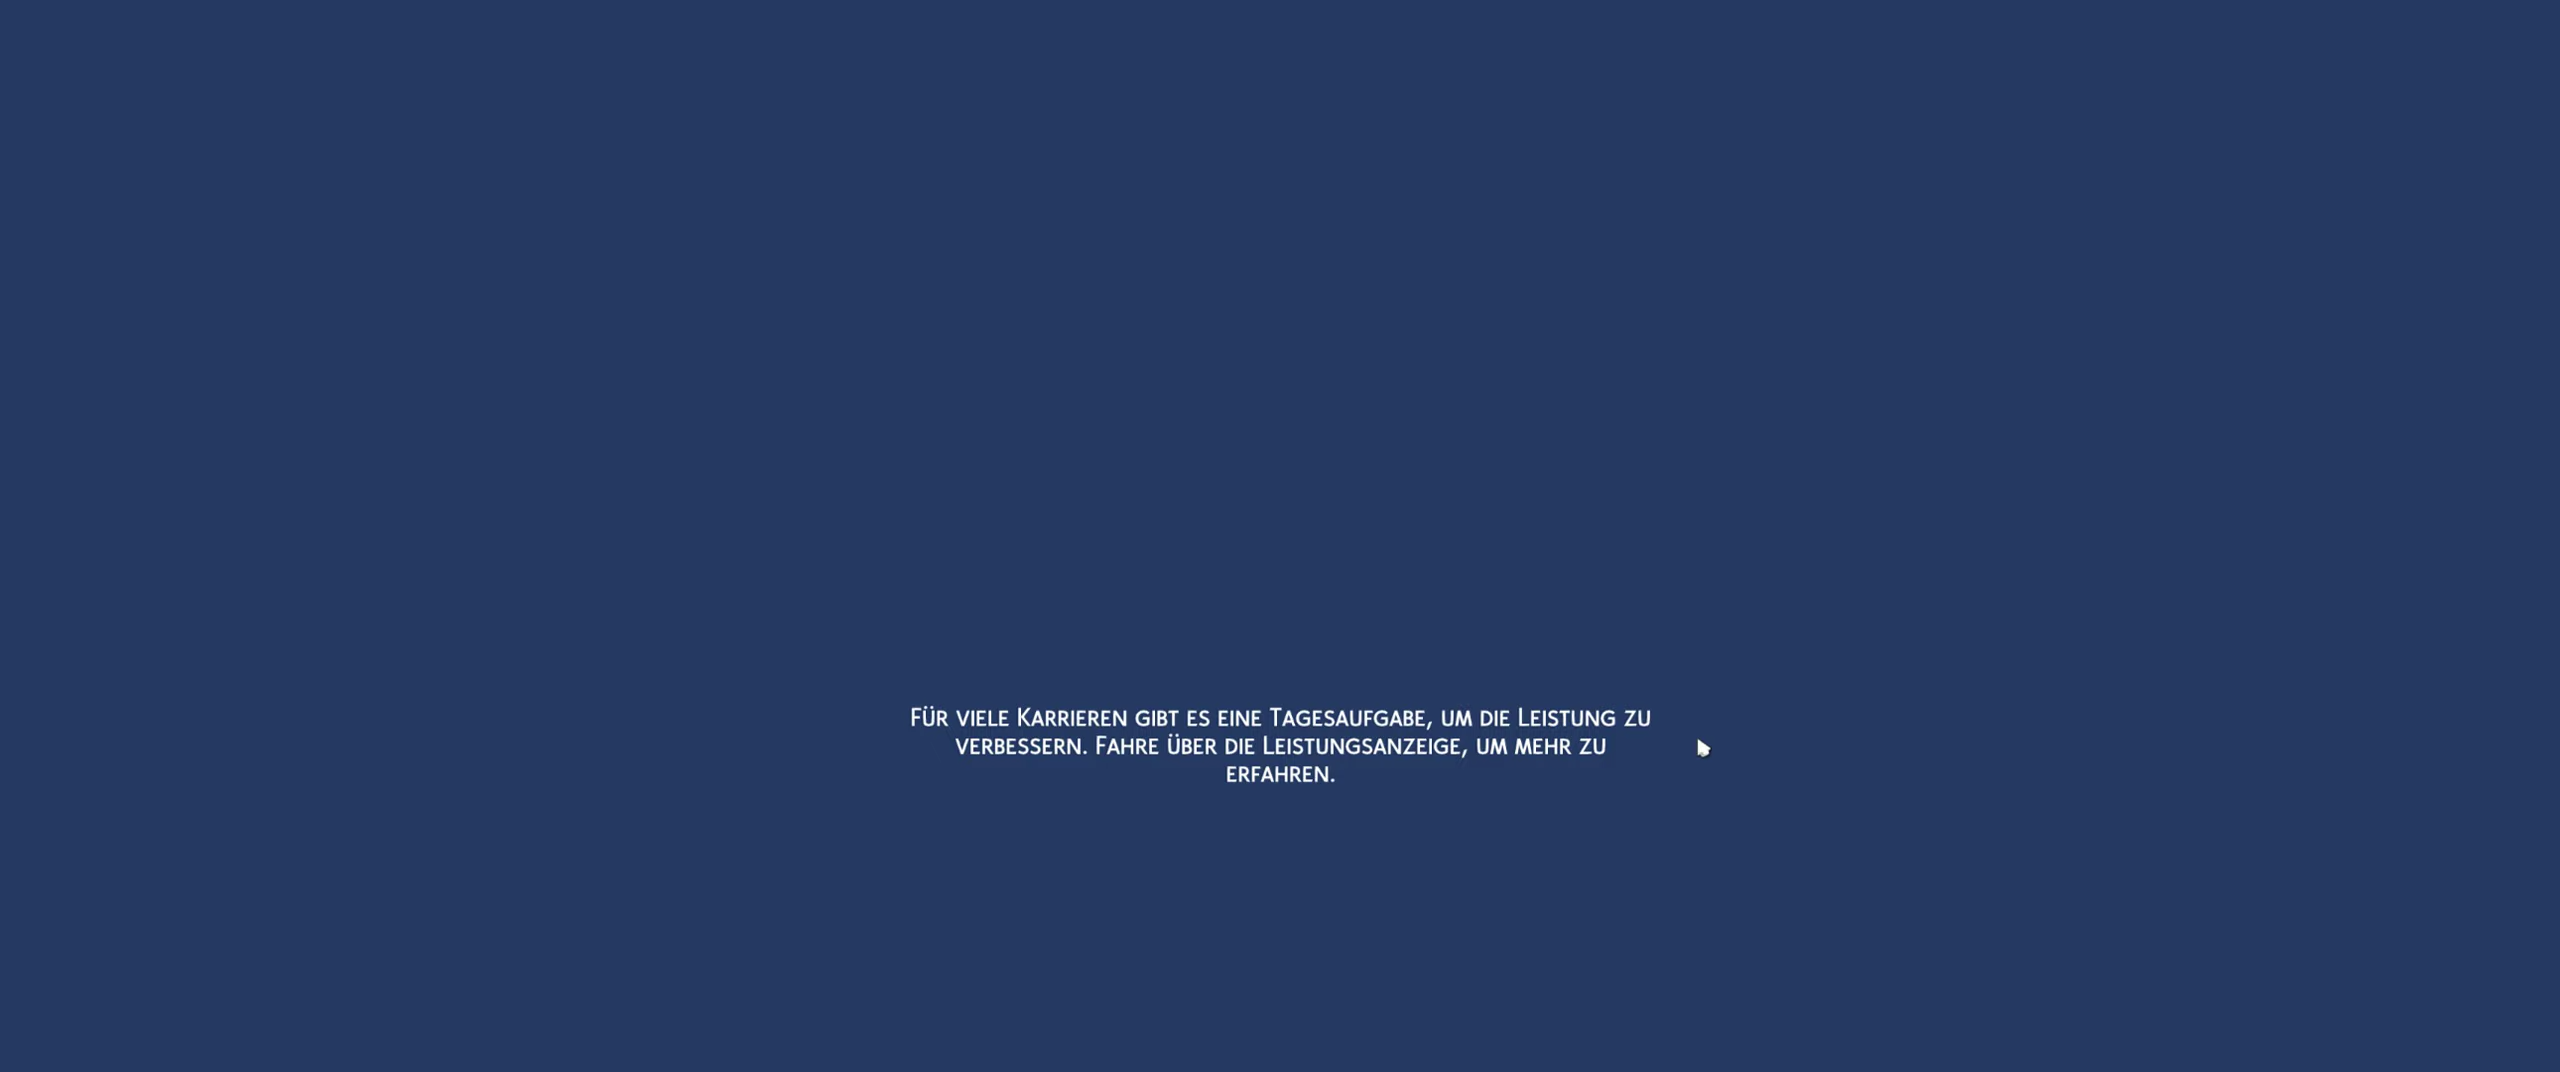 Für viele Karrieren gibt es eine Tagesaufgabe, um die Leistung zu
verbessern. Fahre über die Leistungsanzeige, um mehr zu
erfahren.